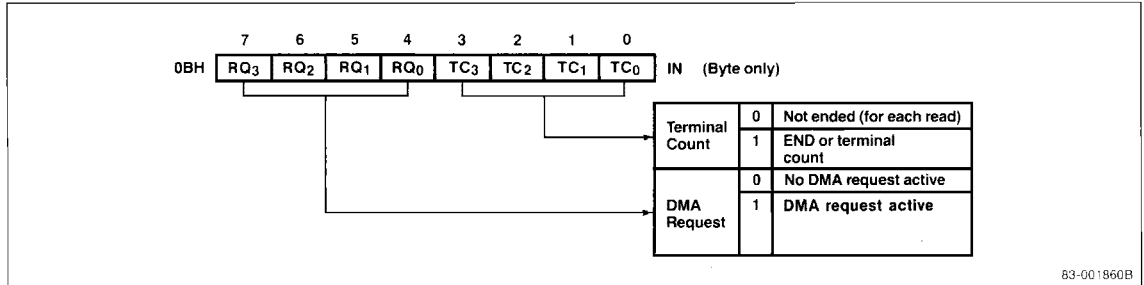 7 6 5 4 3 2 1 0
0BH RQ3 RQ2 RQ1 RQ0 TC3 TC2 TC1 TC0 IN (Byte only)
Terminal Count
0 Not ended (for each read)
1 END or terminal count
DMA Request
0 No DMA request active
1 DMA request active
83-001860B